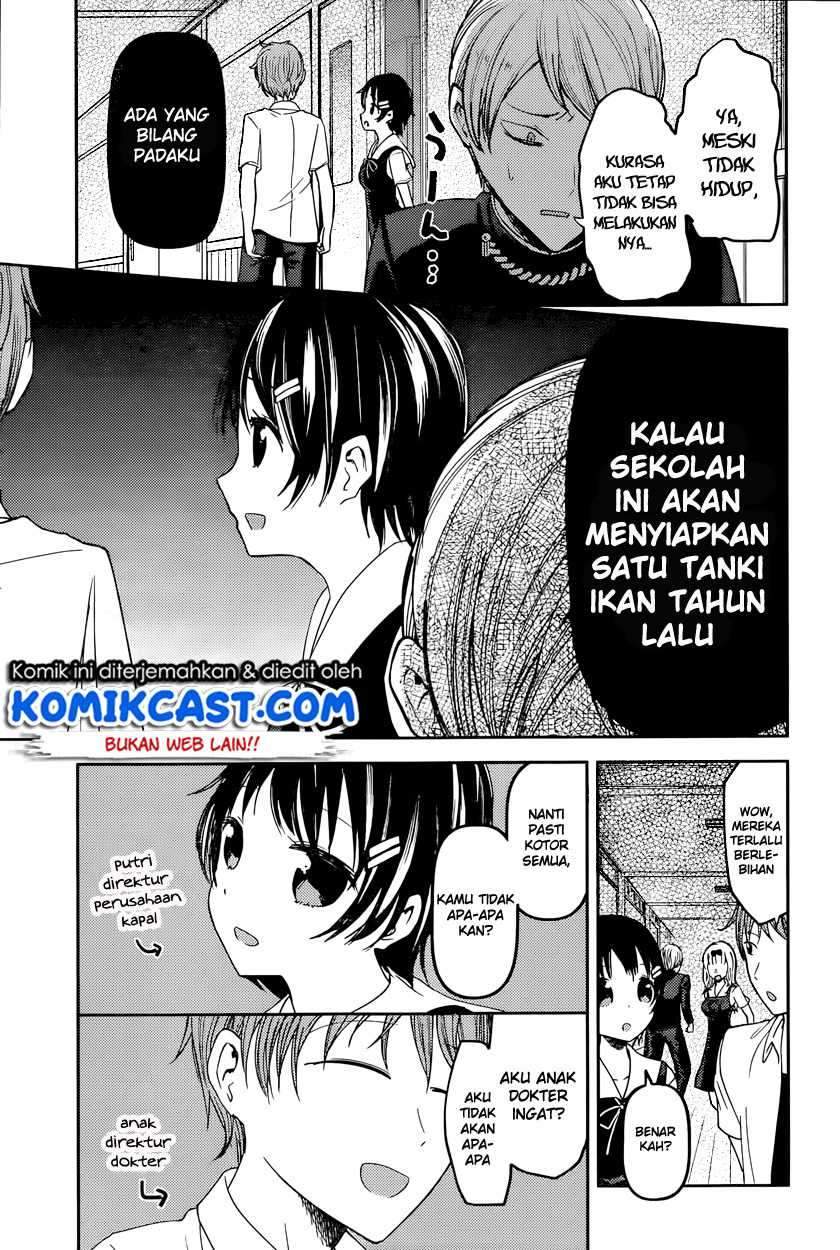 YA,
MESKI
TIDAK
HIDUP,
KURASA
AKU TETAP
TIDAK BISA
MELAKUKAN
NYA...
うーん...
ADA YANG
BILANG
PADAKU
KALAU
SEKOLAH
INI AKAN
MENYIAPKAN
SATU TANKI
IKAN TAHUN
LALU
Komik ini diterjemahkan & diedit oleh
KOMIKCAST.COM
BUKAN WEB LAIN!!
WOW,
MEREKA
TERLALU
BERLE-
BIHAN
BENAR
KAH?
NANTI
PASTI
KOTOR
SEMUA,
KAMU TIDAK
APA-APA
KAN?
putri
direktur
perusahaan
kapal
AKU ANAK
DOKTER
INGAT?
AKU
TIDAK
AKAN
APA-
APA
anak
direktur
dokter